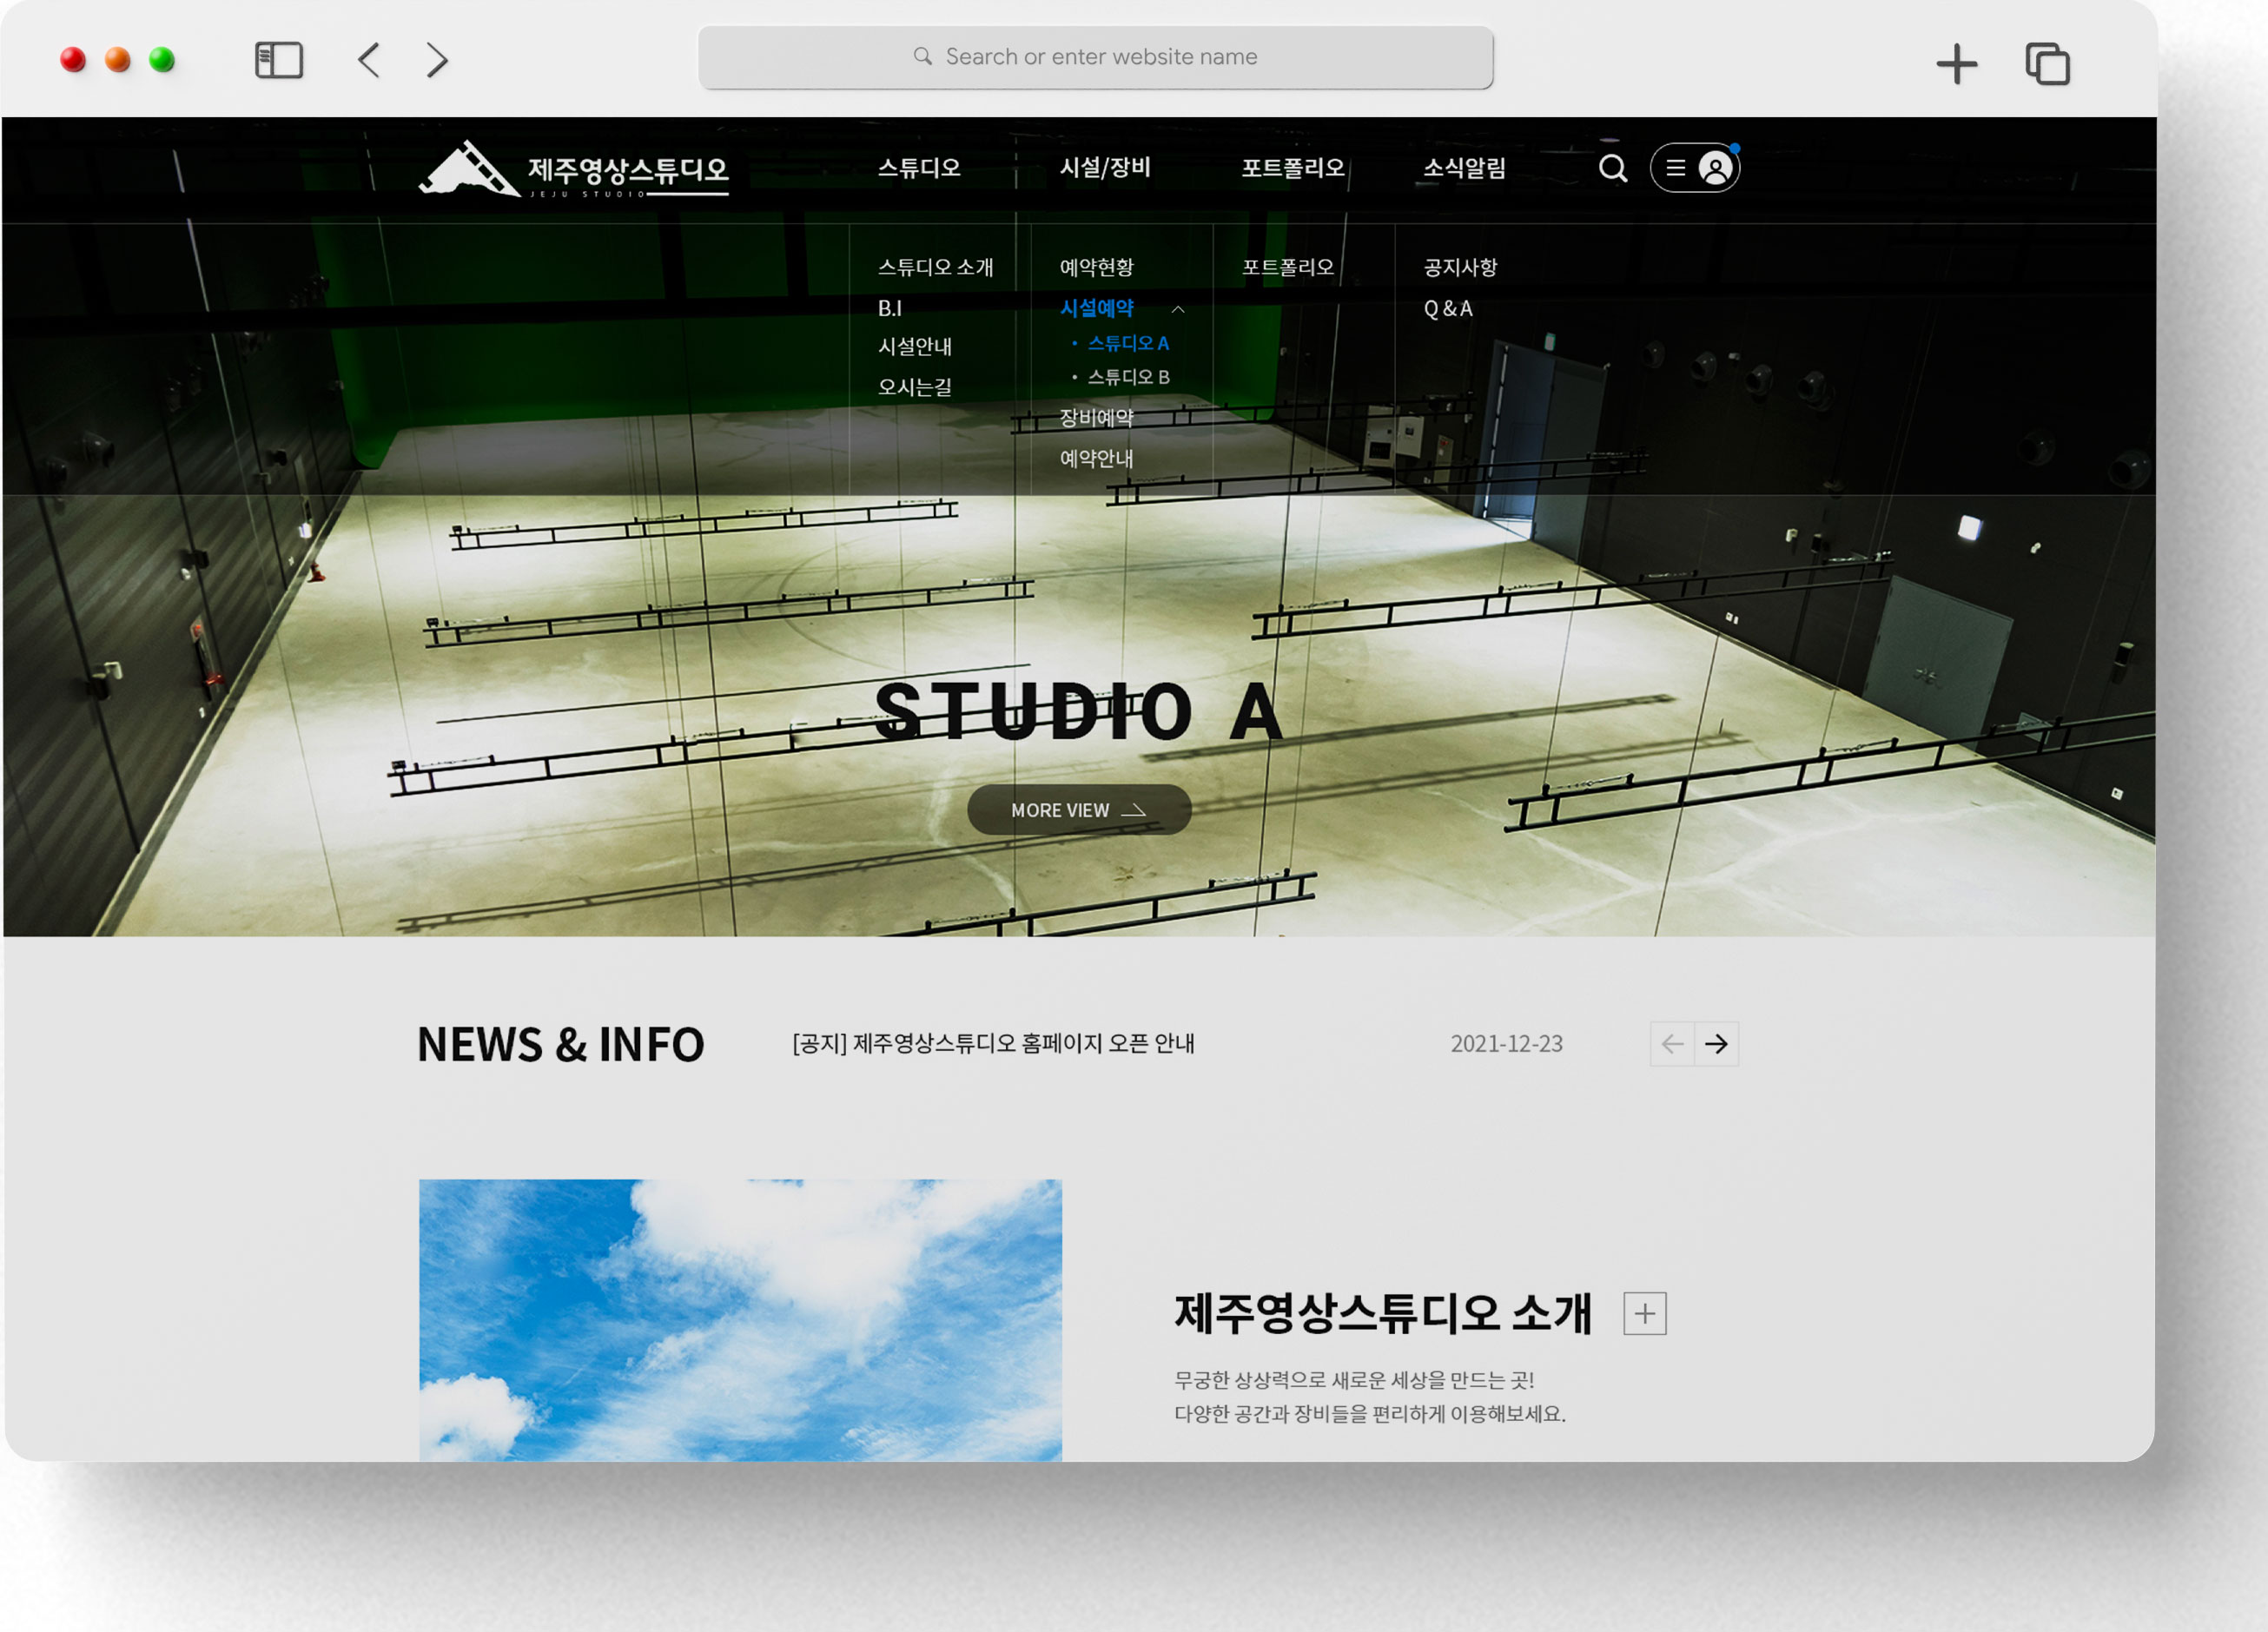 Search or enter website name
제주영상스튜디오
JEJU STUDIO
스튜디오 시설/장비 포트폴리오 소식알림
스튜디오 소개
B.I
시설안내
오시는길
예약현황
시설예약
• 스튜디오 A
• 스튜디오 B
장비예약
예약안내
포트폴리오
공지사항
Q & A
STUDIO A
MORE VIEW
NEWS & INFO
[공지] 제주영상스튜디오 홈페이지 오픈 안내
2021-12-23
제주영상스튜디오 소개
무궁한 상상력으로 새로운 세상을 만드는 곳!
다양한 공간과 장비들을 편리하게 이용해보세요.